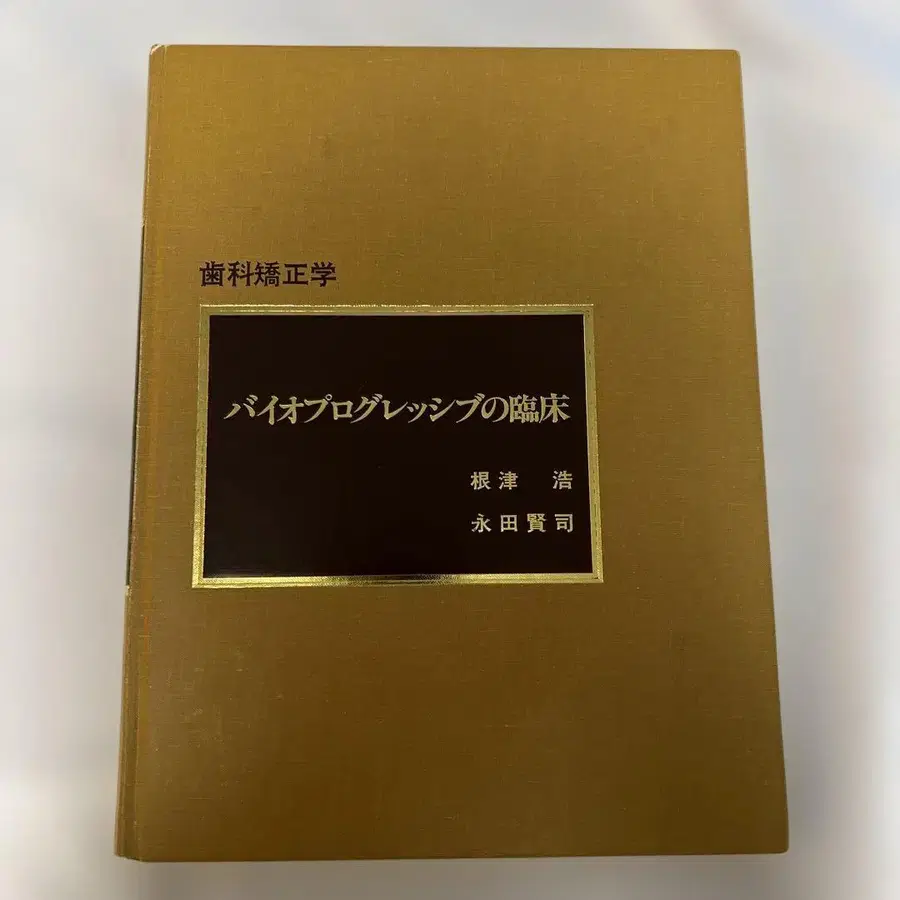 歯科矯正学
バイオプログレッシブの臨床
根津 浩
永田賢司